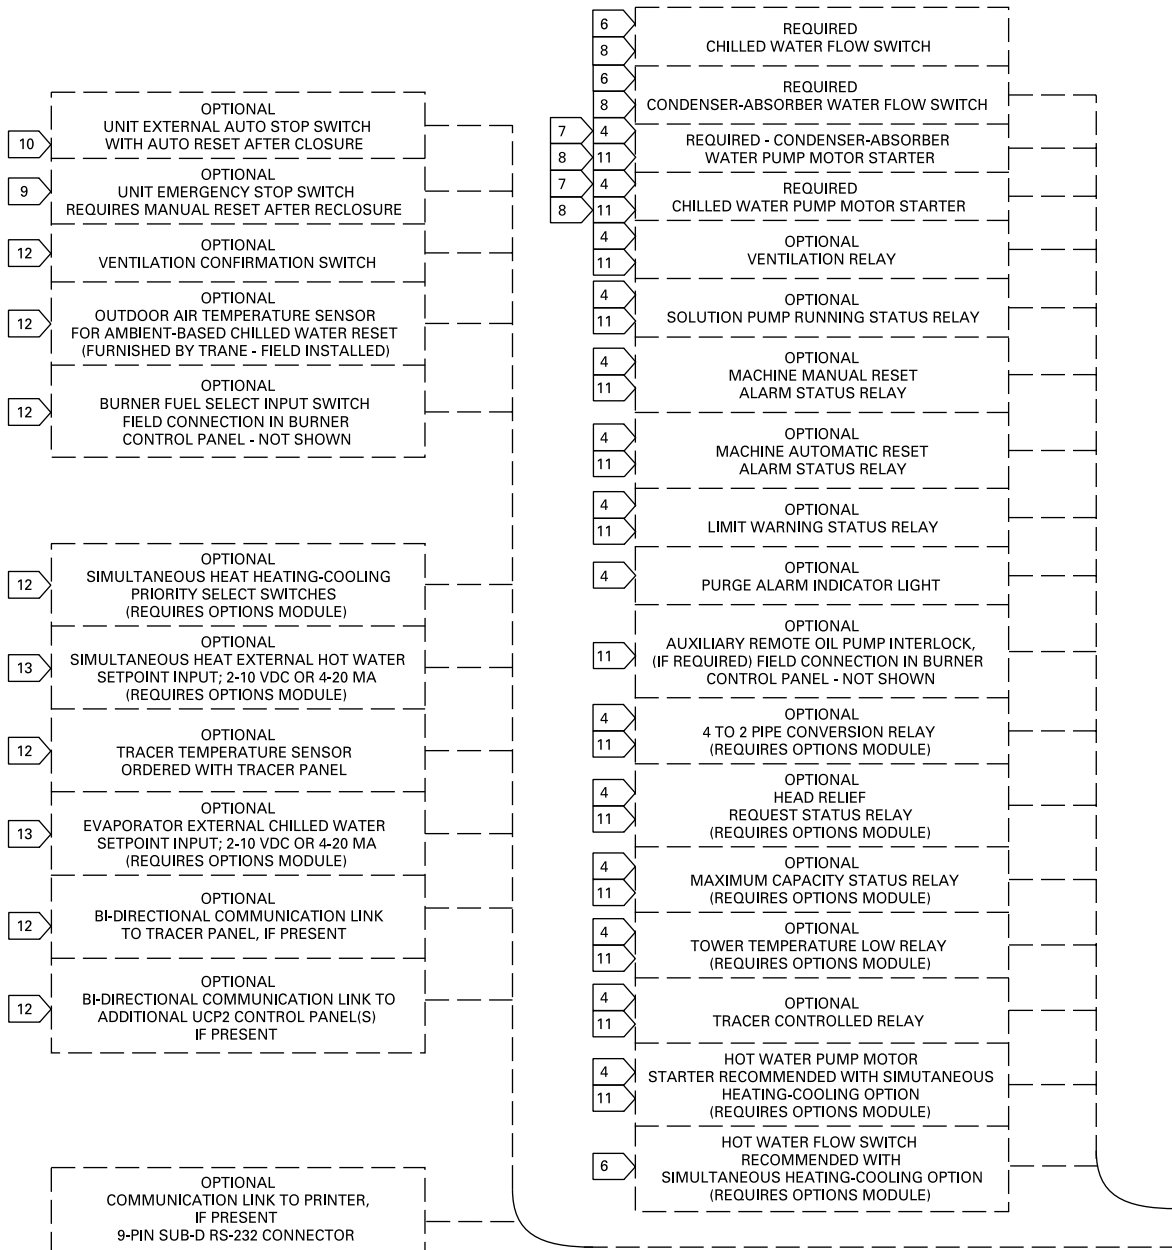 10
OPTIONAL
UNIT EXTERNAL AUTO STOP SWITCH
WITH AUTO RESET AFTER CLOSURE
9
OPTIONAL
UNIT EMERGENCY STOP SWITCH
REQUIRES MANUAL RESET AFTER RECLOSURE
12
OPTIONAL
VENTILATION CONFIRMATION SWITCH
12
OPTIONAL
OUTDOOR AIR TEMPERATURE SENSOR
FOR AMBIENT-BASED CHILLED WATER RESET
(FURNISHED BY TRANE - FIELD INSTALLED)
12
OPTIONAL
BURNER FUEL SELECT INPUT SWITCH
FIELD CONNECTION IN BURNER
CONTROL PANEL - NOT SHOWN
12
OPTIONAL
SIMULTANEOUS HEAT HEATING-COOLING
PRIORITY SELECT SWITCHES
(REQUIRES OPTIONS MODULE)
13
OPTIONAL
SIMULTANEOUS HEAT EXTERNAL HOT WATER
SETPOINT INPUT; 2-10 VDC OR 4-20 MA
(REQUIRES OPTIONS MODULE)
12
OPTIONAL
TRACER TEMPERATURE SENSOR
ORDERED WITH TRACER PANEL
13
OPTIONAL
EVAPORATOR EXTERNAL CHILLED WATER
SETPOINT INPUT; 2-10 VDC OR 4-20 MA
(REQUIRES OPTIONS MODULE)
12
OPTIONAL
BI-DIRECTIONAL COMMUNICATION LINK
TO TRACER PANEL, IF PRESENT
12
OPTIONAL
BI-DIRECTIONAL COMMUNICATION LINK TO
ADDITIONAL UCP2 CONTROL PANEL(S)
IF PRESENT
OPTIONAL
COMMUNICATION LINK TO PRINTER,
IF PRESENT
9-PIN SUB-D RS-232 CONNECTOR
6
8
REQUIRED
CHILLED WATER FLOW SWITCH
6
8
REQUIRED
CONDENSER-ABSORBER WATER FLOW SWITCH
7 4
8 11
REQUIRED - CONDENSER-ABSORBER
WATER PUMP MOTOR STARTER
7 4
8 11
REQUIRED
CHILLED WATER PUMP MOTOR STARTER
4
11
OPTIONAL
VENTILATION RELAY
4
11
OPTIONAL
SOLUTION PUMP RUNNING STATUS RELAY
4
11
OPTIONAL
MACHINE MANUAL RESET
ALARM STATUS RELAY
4
11
OPTIONAL
MACHINE AUTOMATIC RESET
ALARM STATUS RELAY
4
11
OPTIONAL
LIMIT WARNING STATUS RELAY
4
OPTIONAL
PURGE ALARM INDICATOR LIGHT
11
OPTIONAL
AUXILIARY REMOTE OIL PUMP INTERLOCK,
(IF REQUIRED) FIELD CONNECTION IN BURNER
CONTROL PANEL - NOT SHOWN
4
11
OPTIONAL
4 TO 2 PIPE CONVERSION RELAY
(REQUIRES OPTIONS MODULE)
4
11
OPTIONAL
HEAD RELIEF
REQUEST STATUS RELAY
(REQUIRES OPTIONS MODULE)
4
11
OPTIONAL
MAXIMUM CAPACITY STATUS RELAY
(REQUIRES OPTIONS MODULE)
4
11
OPTIONAL
TOWER TEMPERATURE LOW RELAY
(REQUIRES OPTIONS MODULE)
4
11
OPTIONAL
TRACER CONTROLLED RELAY
4
11
HOT WATER PUMP MOTOR
STARTER RECOMMENDED WITH SIMUTANEOUS
HEATING-COOLING OPTION
(REQUIRES OPTIONS MODULE)
6
HOT WATER FLOW SWITCH
RECOMMENDED WITH
SIMULTANEOUS HEATING-COOLING OPTION
(REQUIRES OPTIONS MODULE)